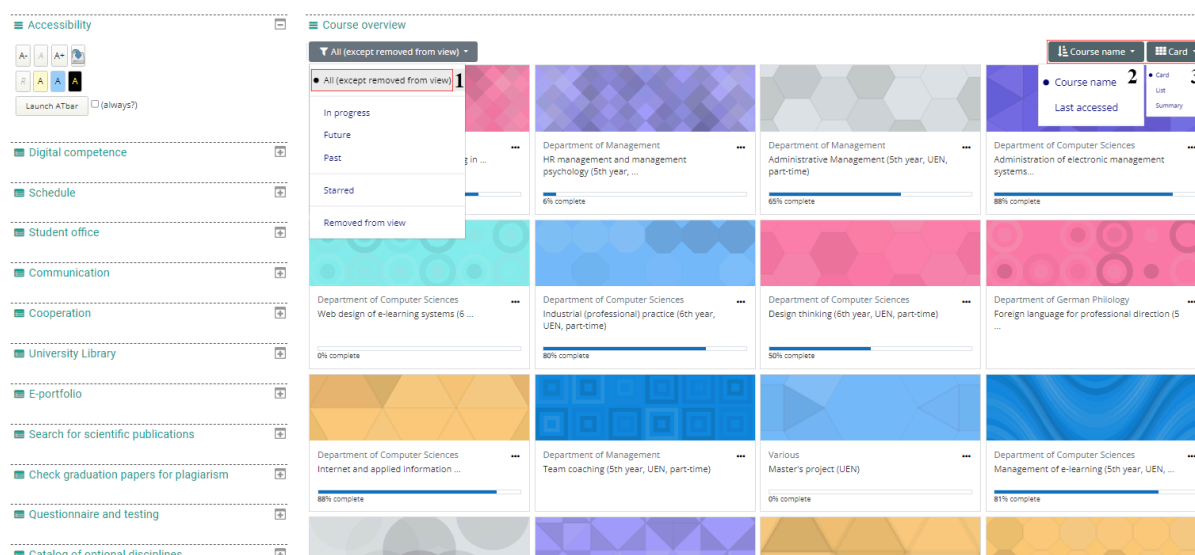 Accessibility
A-
A
A+
R
A
A
A
Launch ATbar
(always?)
Digital competence
Schedule
Student office
Communication
Cooperation
University Library
E-portfolio
Search for scientific publications
Check graduation papers for plagiarism
Questionnaire and testing
Catalog of optional disciplines
Course overview
All (except removed from view)
Course name
Card
All (except removed from view) 1
In progress
Future
Past
Starred
Removed from view
Course name 2
Last accessed
Card 3
List
Summary
g in ...
Department of Management
HR management and management
psychology (5th year, ...
6% complete
Department of Management
Administrative Management (5th year, UEN,
part-time)
65% complete
Department of Computer Sciences
Administration of electronic management
systems...
88% complete
Department of Computer Sciences
Web design of e-learning systems (6 ...
0% complete
Department of Computer Sciences
Industrial (professional) practice (6th year,
UEN, part-time)
80% complete
Department of Computer Sciences
Design thinking (6th year, UEN, part-time)
50% complete
Department of German Philology
Foreign language for professional direction (5
...
Department of Computer Sciences
Internet and applied information ...
88% complete
Department of Management
Team coaching (5th year, UEN, part-time)
Various
Master's project (UEN)
0% complete
Department of Computer Sciences
Management of e-learning (5th year, UEN, ...
81% complete